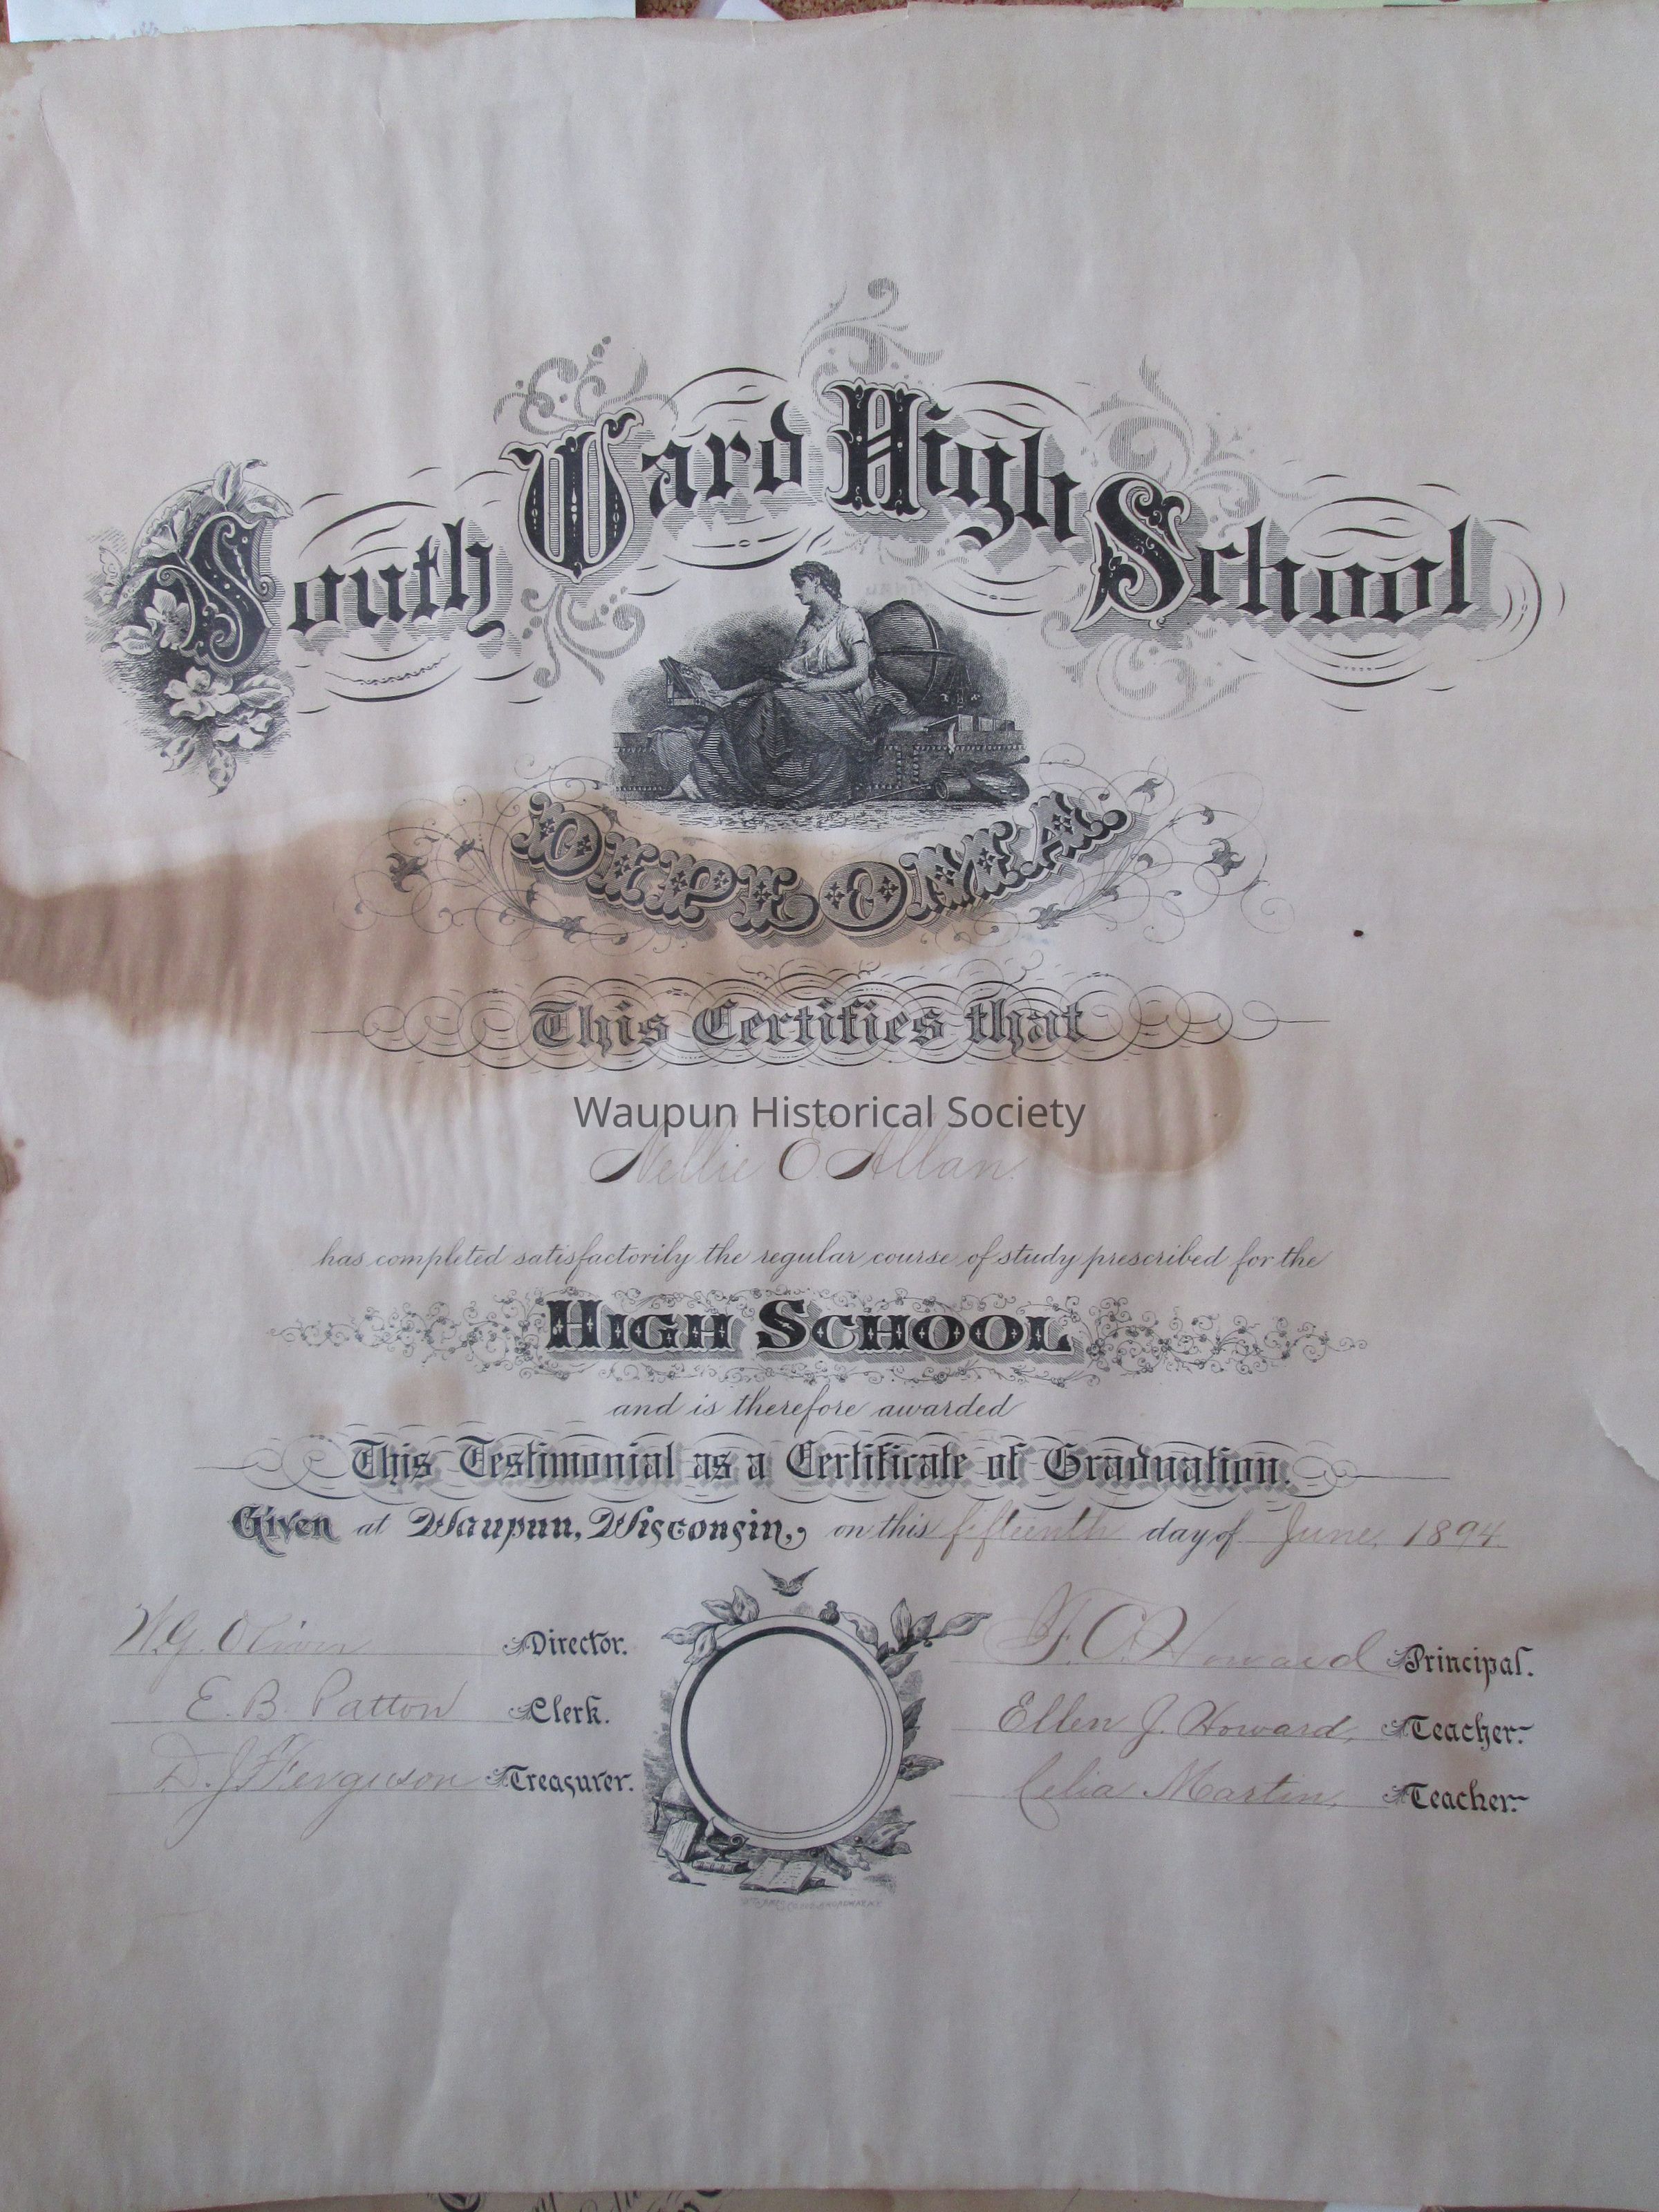 South Ward High School
DIPLOMA.
This Certifies that
Waupun Historical Society
Nellie E. Allan.
has completed satisfactorily the regular course of study prescribed for the
HIGH SCHOOL
and is therefore awarded
This Testimonial as a Certificate of Graduation.
Given at Waupun, Wisconsin, on this fifteenth day of June, 1894
W.G. Oliver Director.
E. B. Patton Clerk.
D. J. Ferguson Treasurer.
F. C. Howard Principal.
Ellen J. Howard, Teacher.
Celia Martin, Teacher.